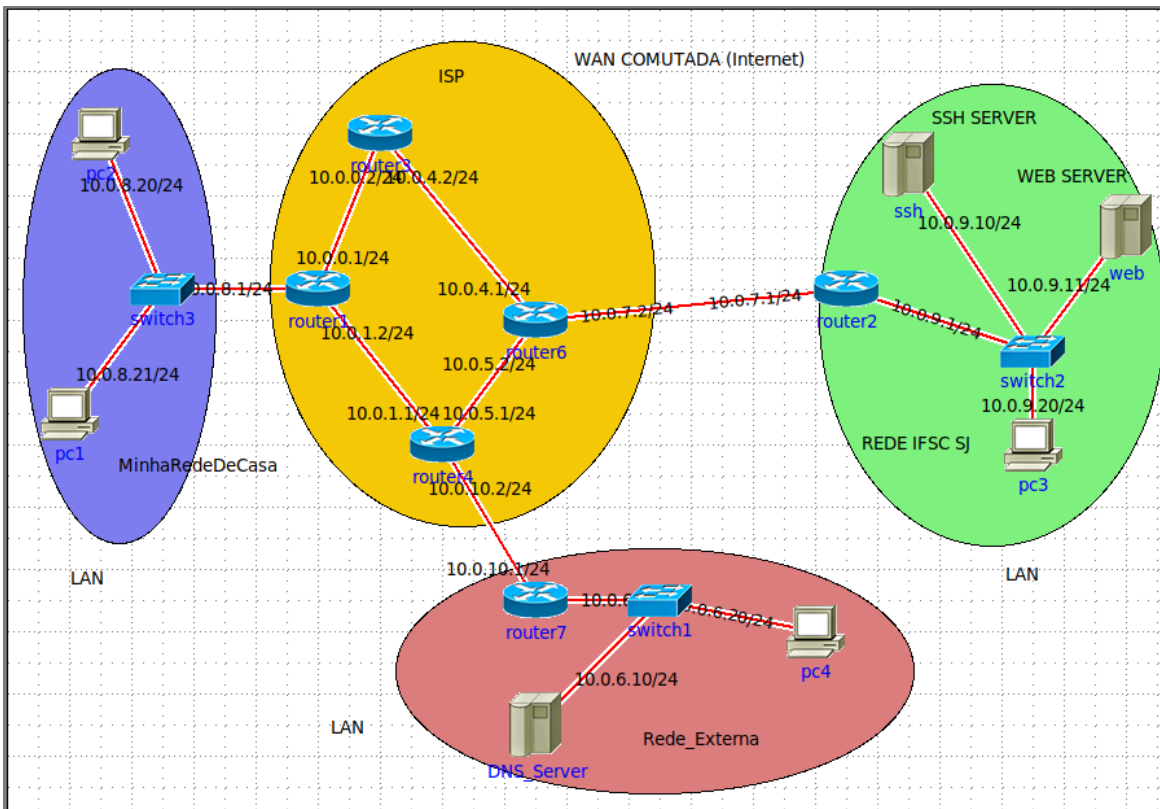 WAN COMUTADA (Internet)
ISP
SSH SERVER
WEB SERVER
pc2
10.0.8.20/24
router3
10.0.0.2/24
10.0.4.2/24
ssh
10.0.9.10/24
web
10.0.0.1/24
10.0.4.1/24
10.0.9.11/24
.0.8.1/24
switch3
router1
10.0.7.2/24
10.0.7.1/24
router2
10.0.9.1/24
10.0.1.2/24
router6
10.0.5.2/24
switch2
10.0.8.21/24
10.0.9.20/24
10.0.1.1/24
10.0.5.1/24
pc1
MinhaRedeDeCasa
REDE IFSC SJ
router4
10.0.10.2/24
pc3
LAN
10.0.10.1/24
LAN
router7
10.0.6
switch1
.0.6.20/24
pc4
10.0.6.10/24
LAN
Rede_Externa
DNS_Server